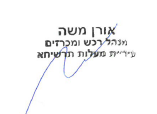 אורן משה
מנהל רכש ומכרזים
עיריית מעלות תרשיחא